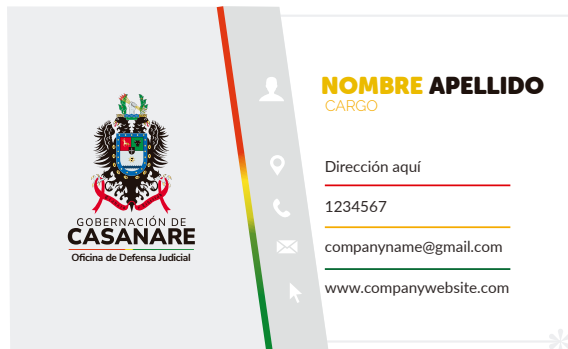 GOBERNACIÓN DE
CASANARE
Oficina de Defensa Judicial
NOMBRE APELLIDO
CARGO
Dirección aquí
1234567
companyname@gmail.com
www.companywebsite.com